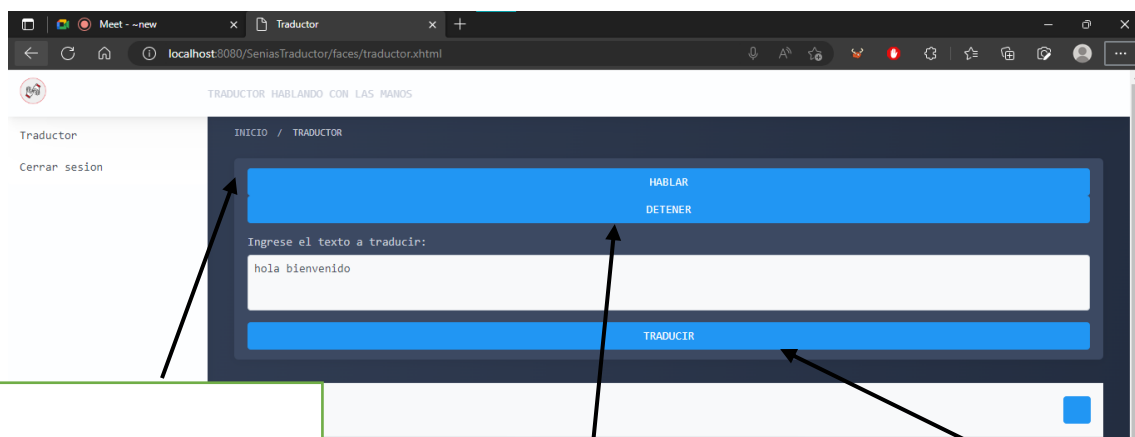 Meet - ~new
Traductor
localhost:8080/SeniasTraductor/faces/traductor.xhtml
TRADUCTOR HABLANDO CON LAS MANOS
Traductor
Cerrar sesion
INICIO / TRADUCTOR
HABLAR
DETENER
Ingrese el texto a traducir:
hola bienvenido
TRADUCIR